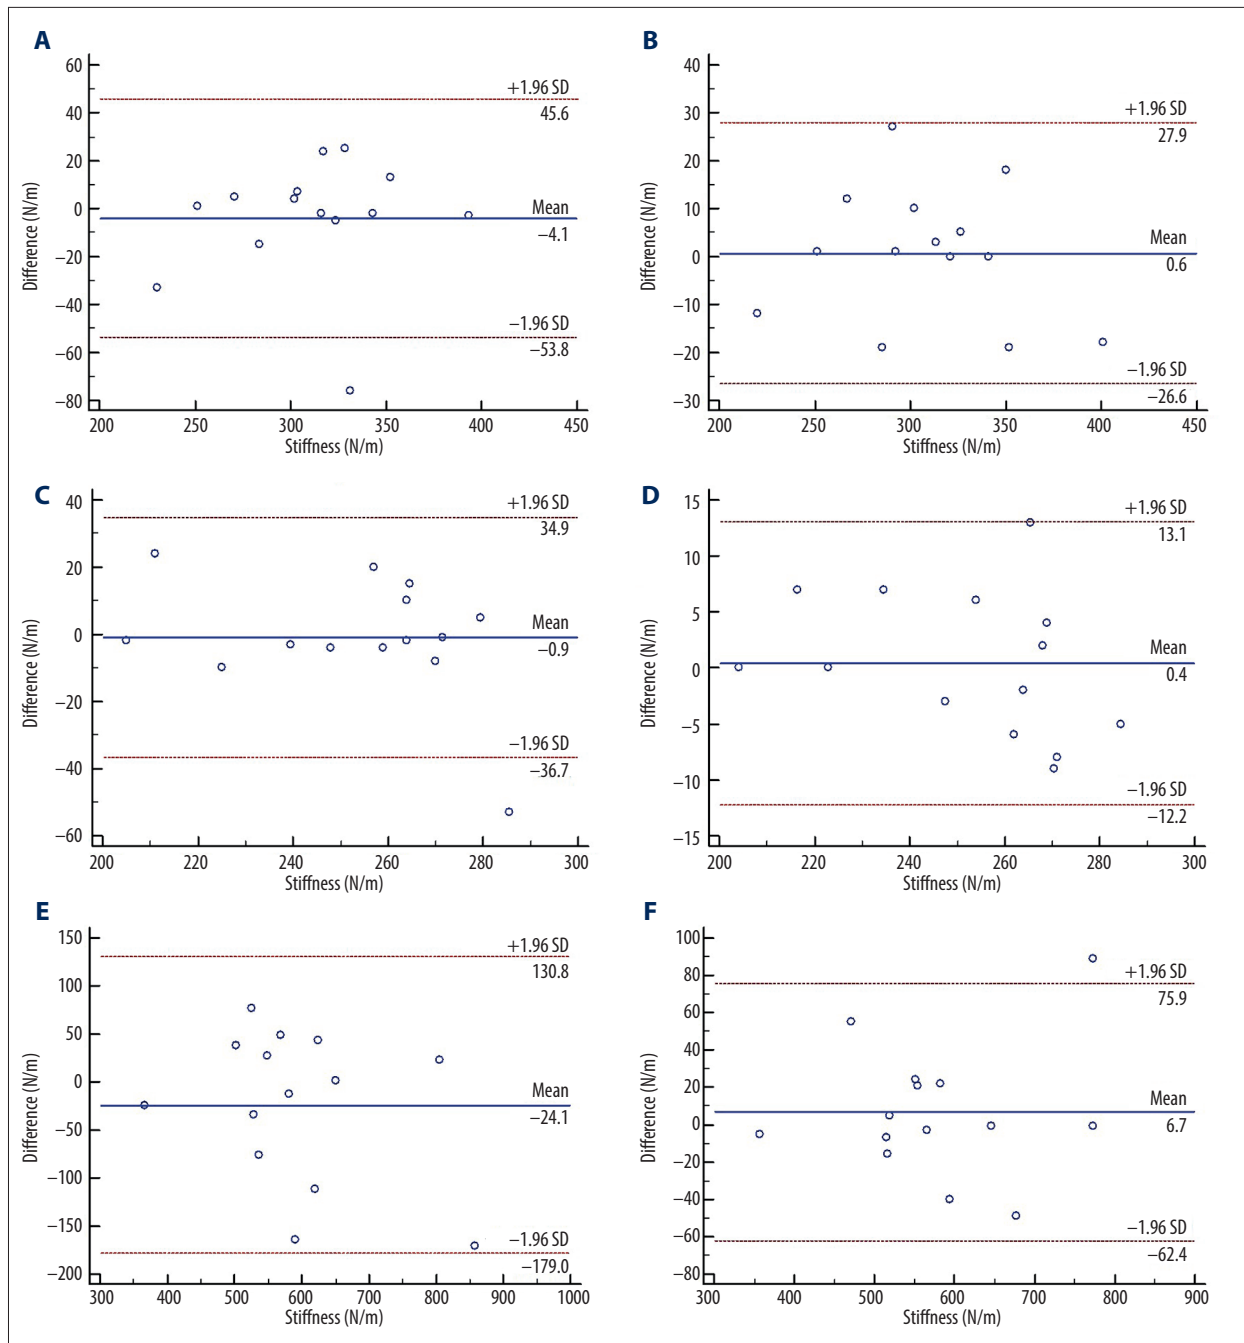 A
60
40
20
0
−20
−40
−60
−80
Difference (N/m)
+1.96 SD
45.6
Mean
−4.1
−1.96 SD
−53.8
200 250 300 350 400 450
Stiffness (N/m)
B
40
30
20
10
0
−10
−20
−30
Difference (N/m)
+1.96 SD
27.9
Mean
0.6
−1.96 SD
−26.6
200 250 300 350 400 450
Stiffness (N/m)
C
40
20
0
−20
−40
−60
Difference (N/m)
+1.96 SD
34.9
Mean
−0.9
−1.96 SD
−36.7
200 220 240 260 280 300
Stiffness (N/m)
D
15
10
5
0
−5
−10
−15
Difference (N/m)
+1.96 SD
13.1
Mean
0.4
−1.96 SD
−12.2
200 220 240 260 280 300
Stiffness (N/m)
E
150
100
50
0
−50
−100
−150
−200
Difference (N/m)
+1.96 SD
130.8
Mean
−24.1
−1.96 SD
−179.0
300 400 500 600 700 800 900 1000
Stiffness (N/m)
F
100
80
60
40
20
0
−20
−40
−60
−80
Difference (N/m)
+1.96 SD
75.9
Mean
6.7
−1.96 SD
−62.4
300 400 500 600 700 800 900
Stiffness (N/m)